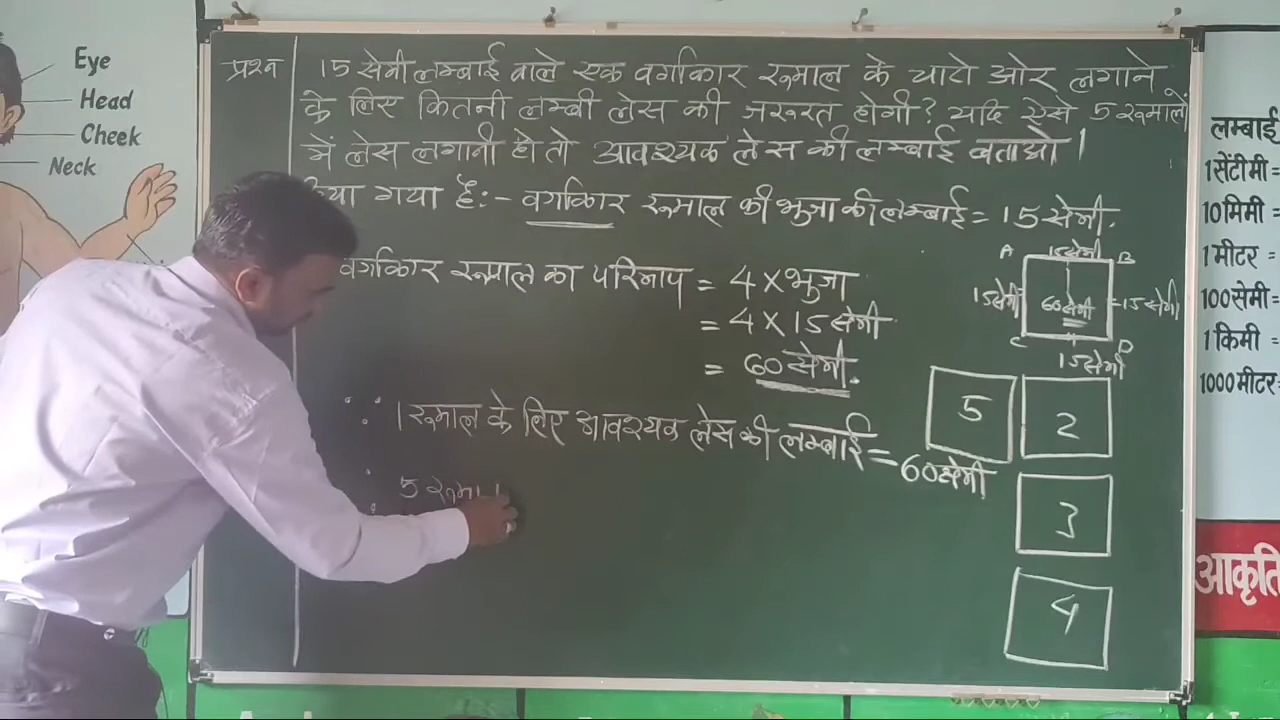 Eye
Head
Cheek
Neck
प्रश्न 15 सेमी लम्बाई वाले एक वर्गाकार रूमाल के चारो ओर लगाने
के लिए कितनी लम्बी लेस की जरूरत होगी? यदि ऐसे 5 रूमालों
में लेस लगानी हो तो आवश्यक लेस की लम्बाई बताओ।
गया है:- वर्गाकार रूमाल की भुजा की लम्बाई = 15 सेमी.
वर्गाकार रूमाल का परिमाप = 4 X भुजा
= 4 X 15 सेमी
= 60 सेमी.
∵ 1 रूमाल के लिए आवश्यक लेस की लम्बाई = 60 सेमी
5 रूमा
A 15 सेमी B
15 सेमी 60 सेमी = 15 सेमी
C D
15 सेमी
5 2
3
4
लम्बाई
1 सेंटीमी =
10 मिमी =
1 मीटर =
100 सेमी =
1 किमी =
1000 मीटर =
आकृति